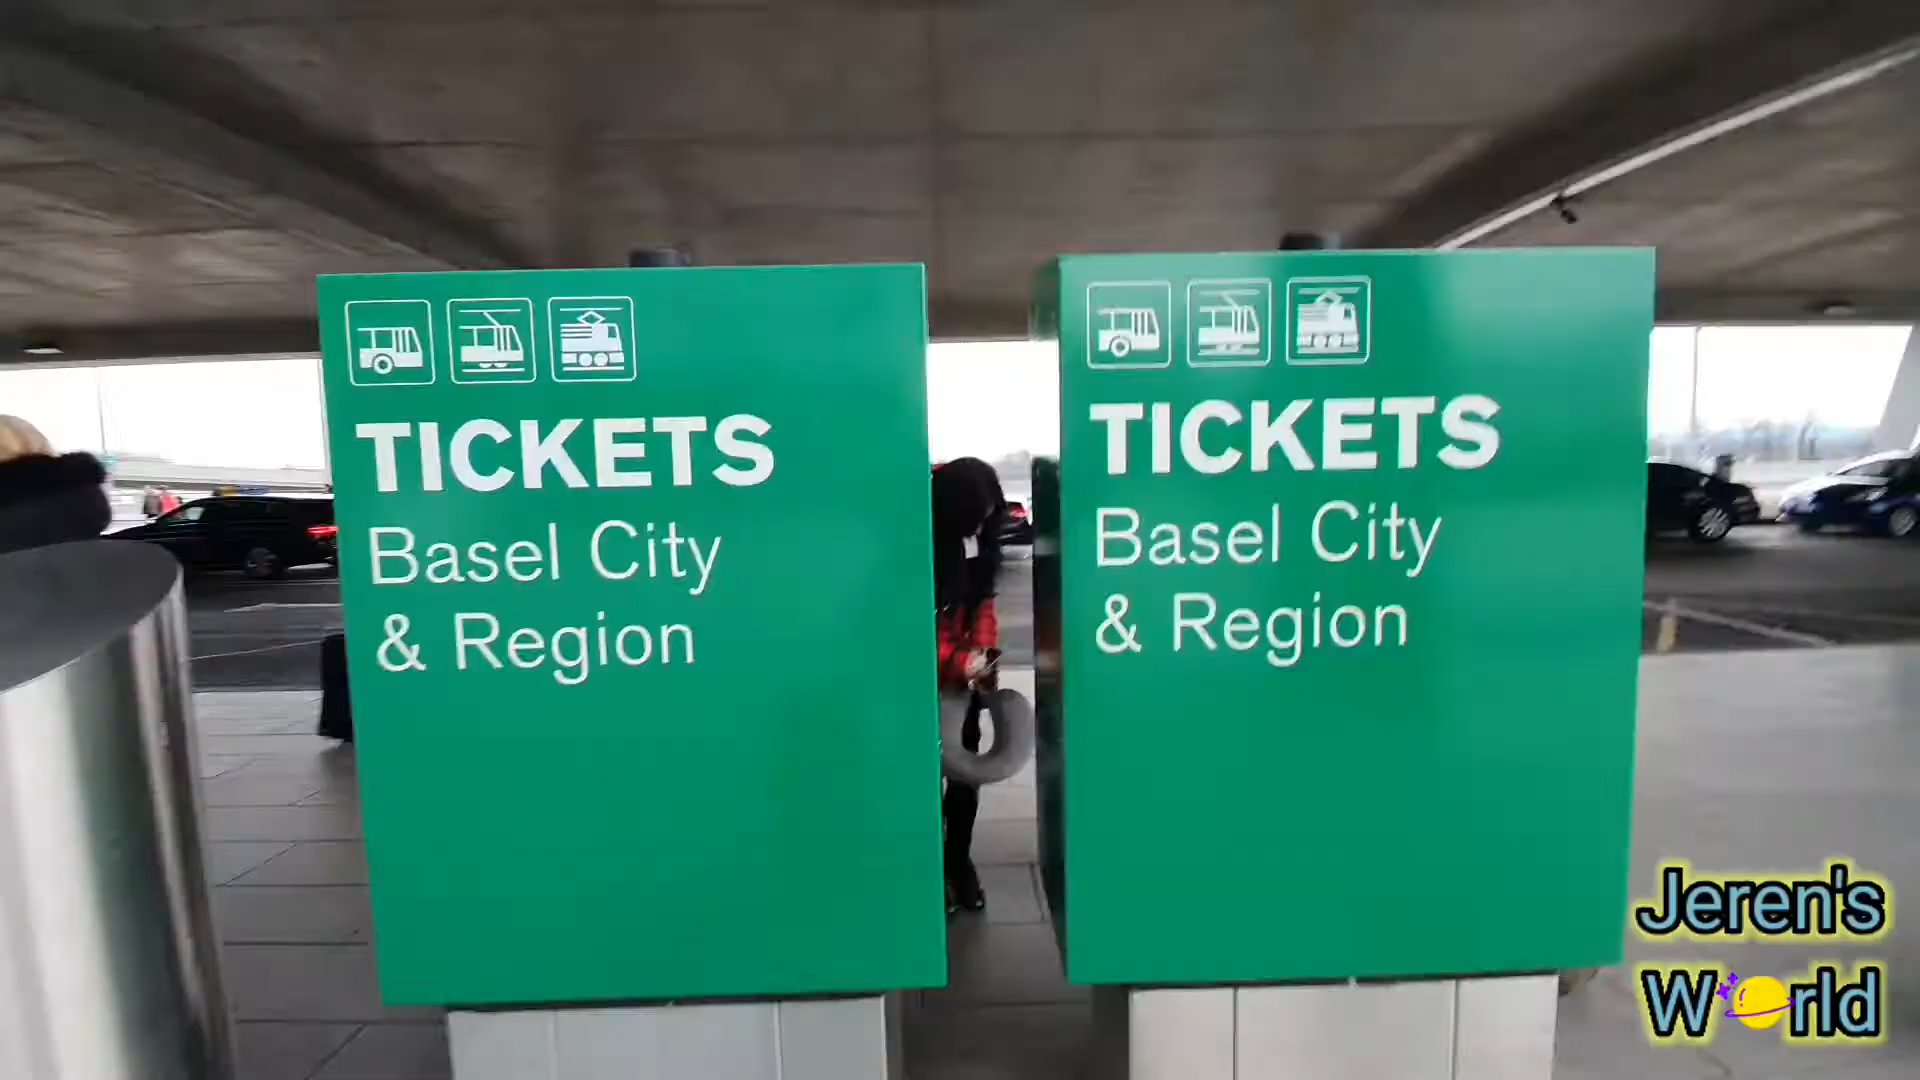 TICKETS
Basel City
& Region
TICKETS
Basel City
& Region
Jeren's
World